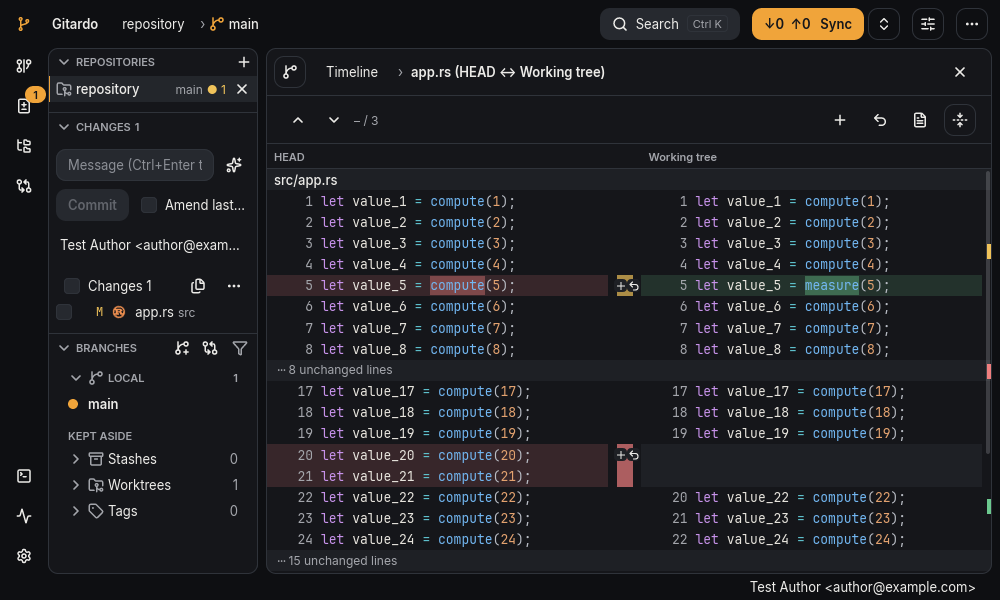 Gitardo repository › main Search Ctrl K ↓0 ↑0 Sync
REPOSITORIES
repository main 1
1
CHANGES 1
Message (Ctrl+Enter t
Commit Amend last...
Test Author <author@exam...
Changes 1
M app.rs src
BRANCHES
LOCAL 1
main
KEPT ASIDE
Stashes 0
Worktrees 1
Tags 0
Timeline › app.rs (HEAD ↔ Working tree)
– / 3
HEAD Working tree
src/app.rs
1 let value_1 = compute(1); 1 let value_1 = compute(1);
2 let value_2 = compute(2); 2 let value_2 = compute(2);
3 let value_3 = compute(3); 3 let value_3 = compute(3);
4 let value_4 = compute(4); 4 let value_4 = compute(4);
5 let value_5 = compute(5); 5 let value_5 = measure(5);
6 let value_6 = compute(6); 6 let value_6 = compute(6);
7 let value_7 = compute(7); 7 let value_7 = compute(7);
8 let value_8 = compute(8); 8 let value_8 = compute(8);
··· 8 unchanged lines
17 let value_17 = compute(17); 17 let value_17 = compute(17);
18 let value_18 = compute(18); 18 let value_18 = compute(18);
19 let value_19 = compute(19); 19 let value_19 = compute(19);
20 let value_20 = compute(20);
21 let value_21 = compute(21);
22 let value_22 = compute(22); 20 let value_22 = compute(22);
23 let value_23 = compute(23); 21 let value_23 = compute(23);
24 let value_24 = compute(24); 22 let value_24 = compute(24);
··· 15 unchanged lines
Test Author <author@example.com>